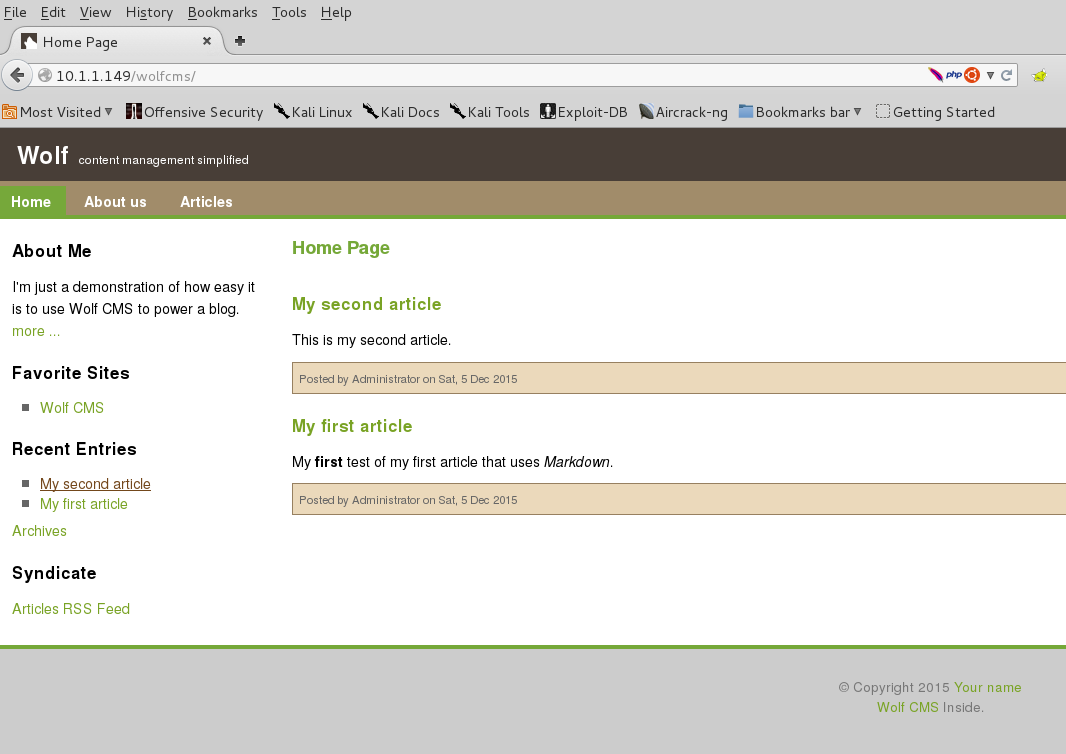 File Edit View History Bookmarks Tools Help
Home Page
10.1.1.149/wolfcms/
php
Most Visited Offensive Security Kali Linux Kali Docs Kali Tools Exploit-DB Aircrack-ng Bookmarks bar Getting Started
Wolf content management simplified
Home About us Articles
About Me
I'm just a demonstration of how easy it
is to use Wolf CMS to power a blog.
more ...
Favorite Sites
Wolf CMS
Recent Entries
My second article
My first article
Archives
Syndicate
Articles RSS Feed
Home Page
My second article
This is my second article.
Posted by Administrator on Sat, 5 Dec 2015
My first article
My first test of my first article that uses Markdown.
Posted by Administrator on Sat, 5 Dec 2015
© Copyright 2015 Your name
Wolf CMS Inside.